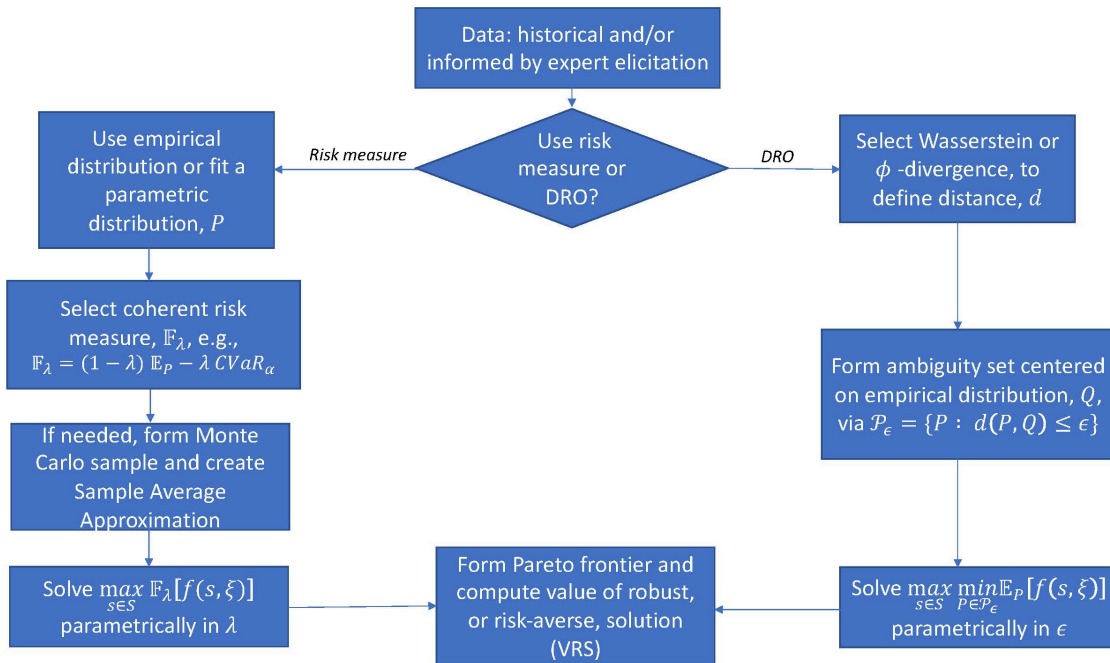 Data: historical and/or
informed by expert elicitation
Use risk
measure or
DRO?
Risk measure
DRO
Use empirical
distribution or fit a
parametric
distribution, 𝑃
Select coherent risk
measure, 𝔽_λ, e.g.,
𝔽_λ = (1 − λ) 𝔼_P − λ CVaR_α
If needed, form Monte
Carlo sample and create
Sample Average
Approximation
Solve max_{s∈S} 𝔽_λ[f(s, ξ)]
parametrically in λ
Select Wasserstein or
ϕ -divergence, to
define distance, d
Form ambiguity set centered
on empirical distribution, Q,
via 𝒫_ϵ = {P : d(P, Q) ≤ ϵ}
Solve max_{s∈S} min_{P∈𝒫_ϵ} 𝔼_P[f(s, ξ)]
parametrically in ϵ
Form Pareto frontier and
compute value of robust,
or risk-averse, solution
(VRS)